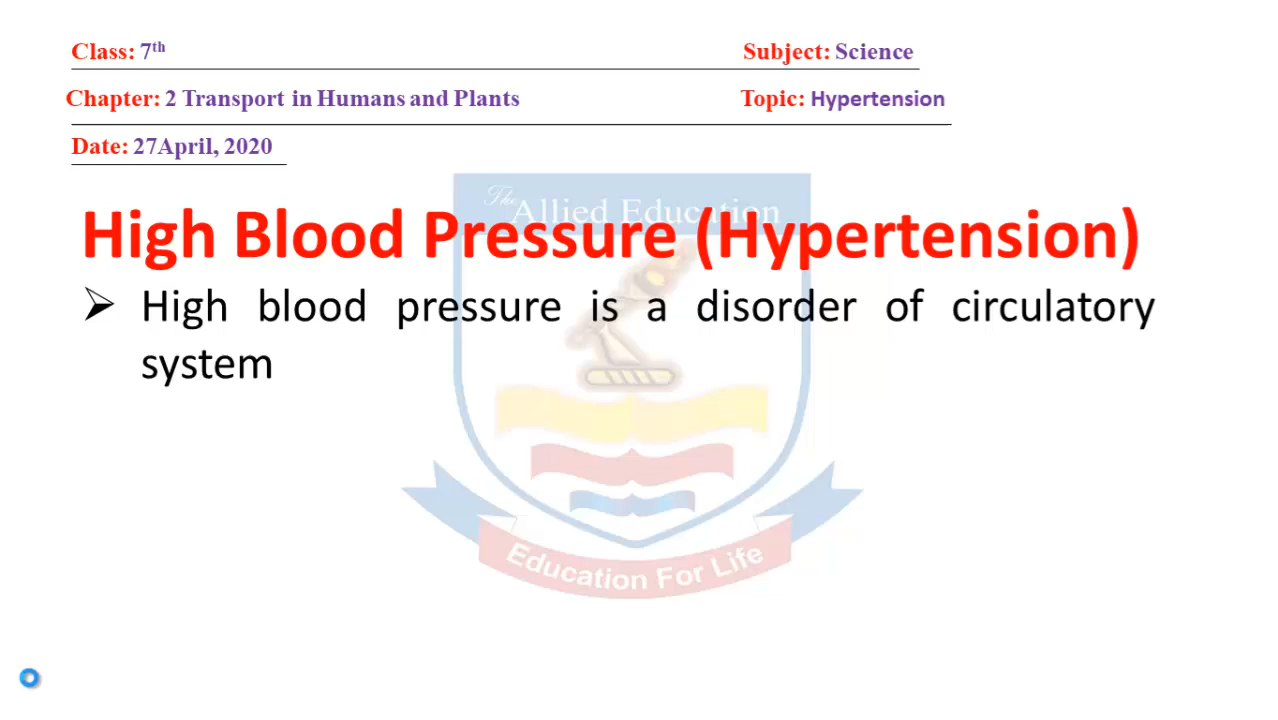 Class: 7th Subject: Science
Chapter: 2 Transport in Humans and Plants Topic: Hypertension
Date: 27April, 2020
The
Allied Education
High Blood Pressure (Hypertension)
➢ High blood pressure is a disorder of circulatory
system
Education For Life